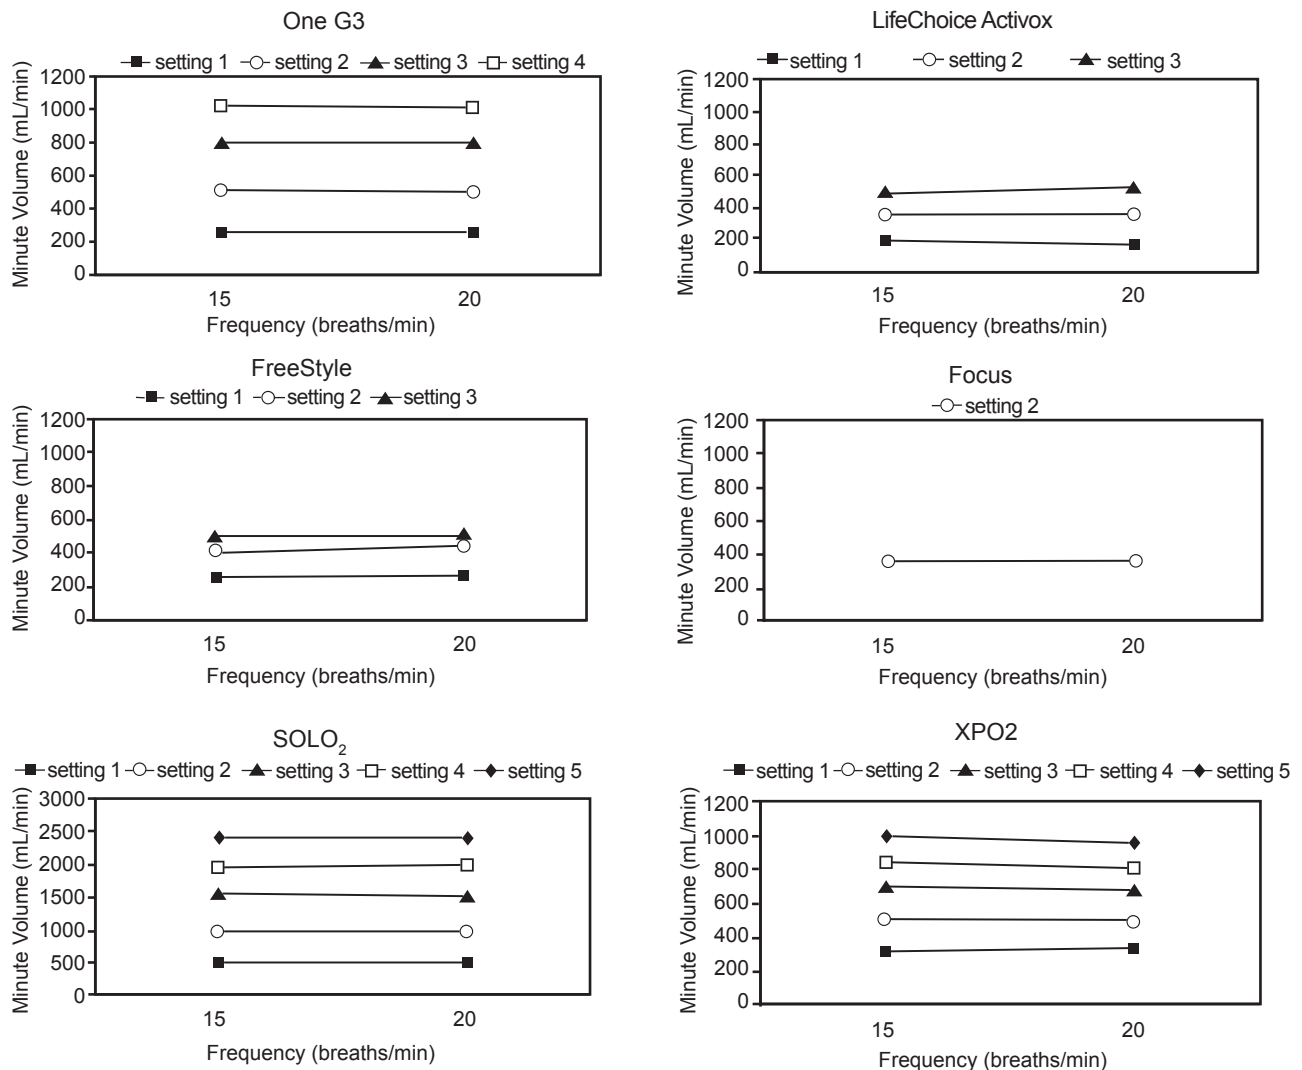 One G3
setting 1 setting 2 setting 3 setting 4
Minute Volume (mL/min)
1200
1000
800
600
400
200
0
15 20
Frequency (breaths/min)
LifeChoice Activox
setting 1 setting 2 setting 3
Minute Volume (mL/min)
1200
1000
800
600
400
200
0
15 20
Frequency (breaths/min)
FreeStyle
setting 1 setting 2 setting 3
Minute Volume (mL/min)
1200
1000
800
600
400
200
0
15 20
Frequency (breaths/min)
Focus
setting 2
Minute Volume (mL/min)
1200
1000
800
600
400
200
0
15 20
Frequency (breaths/min)
SOLO₂
setting 1 setting 2 setting 3 setting 4 setting 5
Minute Volume (mL/min)
3000
2500
2000
1500
1000
500
0
15 20
Frequency (breaths/min)
XPO2
setting 1 setting 2 setting 3 setting 4 setting 5
Minute Volume (mL/min)
1200
1000
800
600
400
200
0
15 20
Frequency (breaths/min)